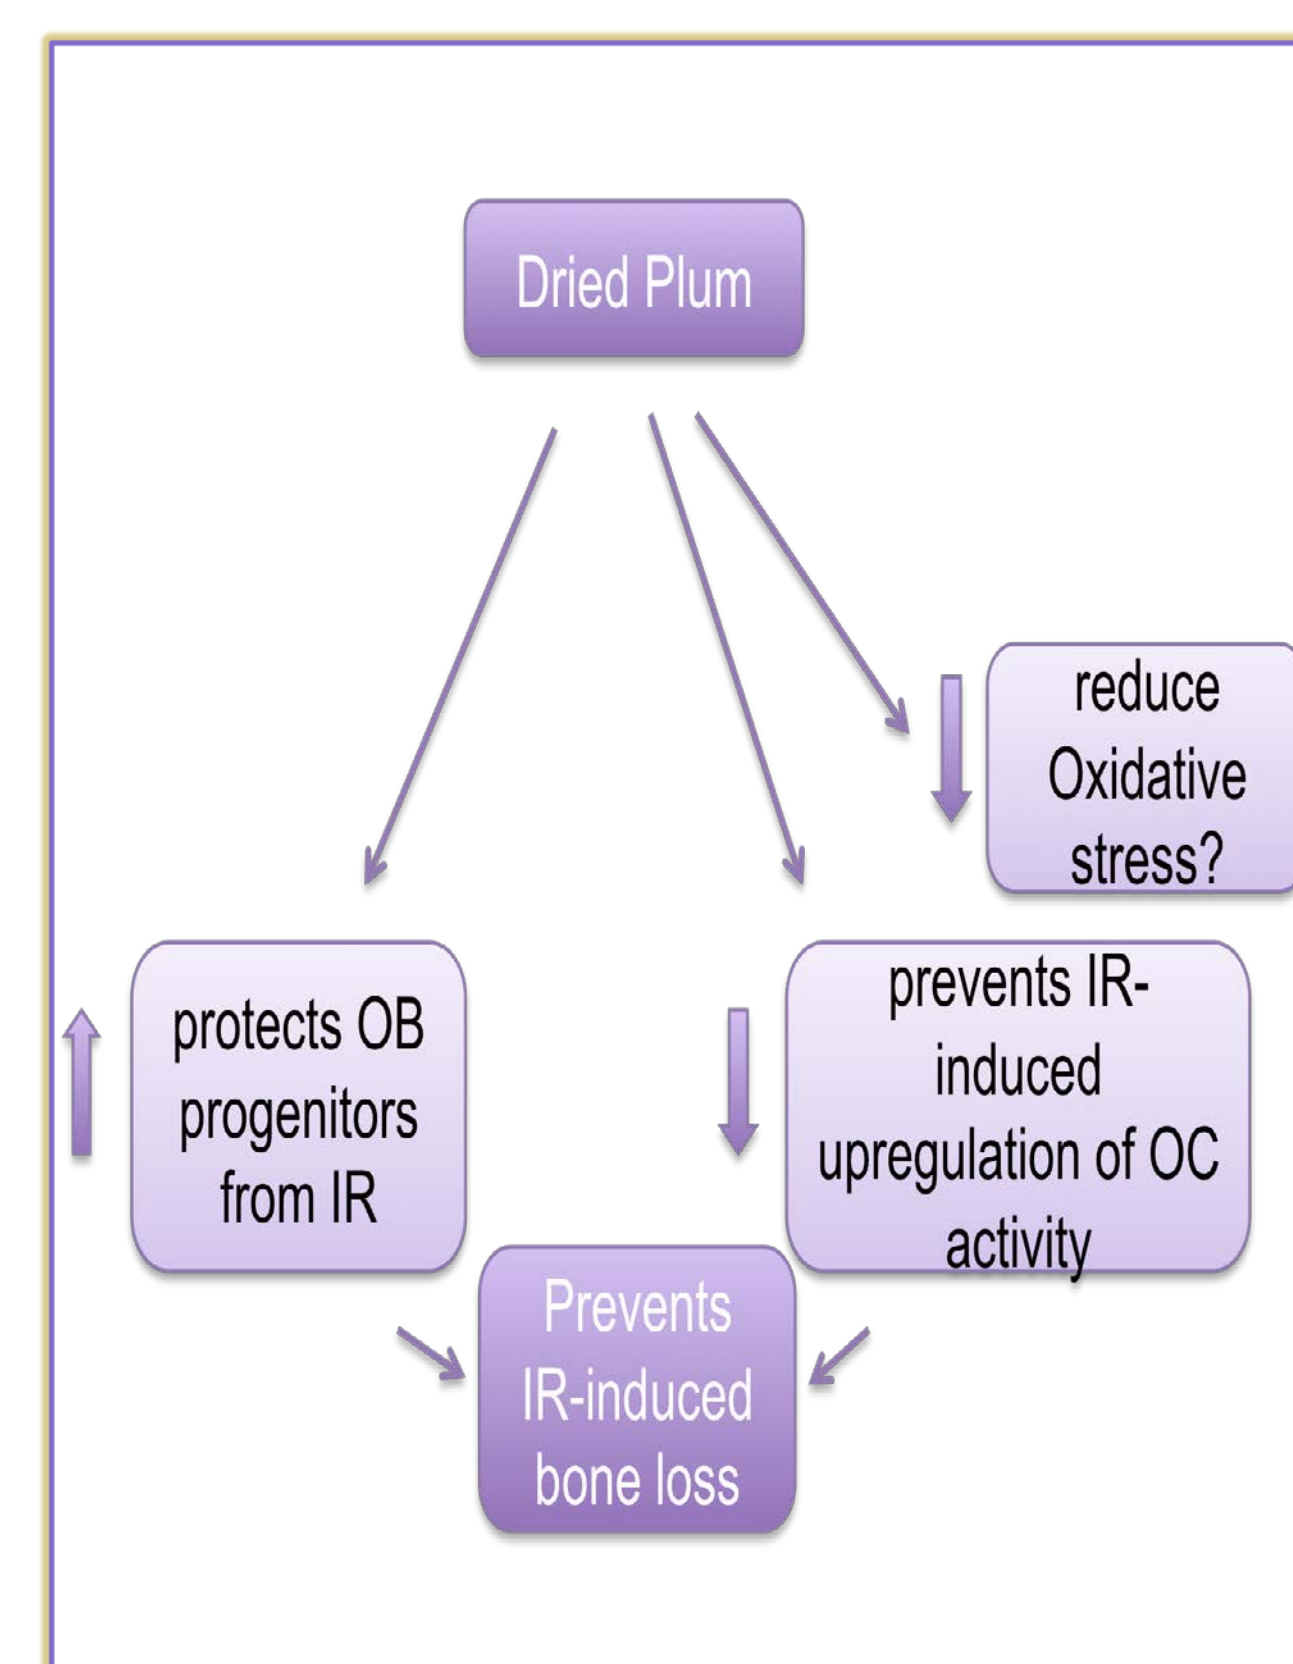 Dried Plum
reduce
Oxidative
stress?
protects OB
progenitors
from IR
prevents IR-
induced
upregulation of OC
activity
Prevents
IR-induced
bone loss